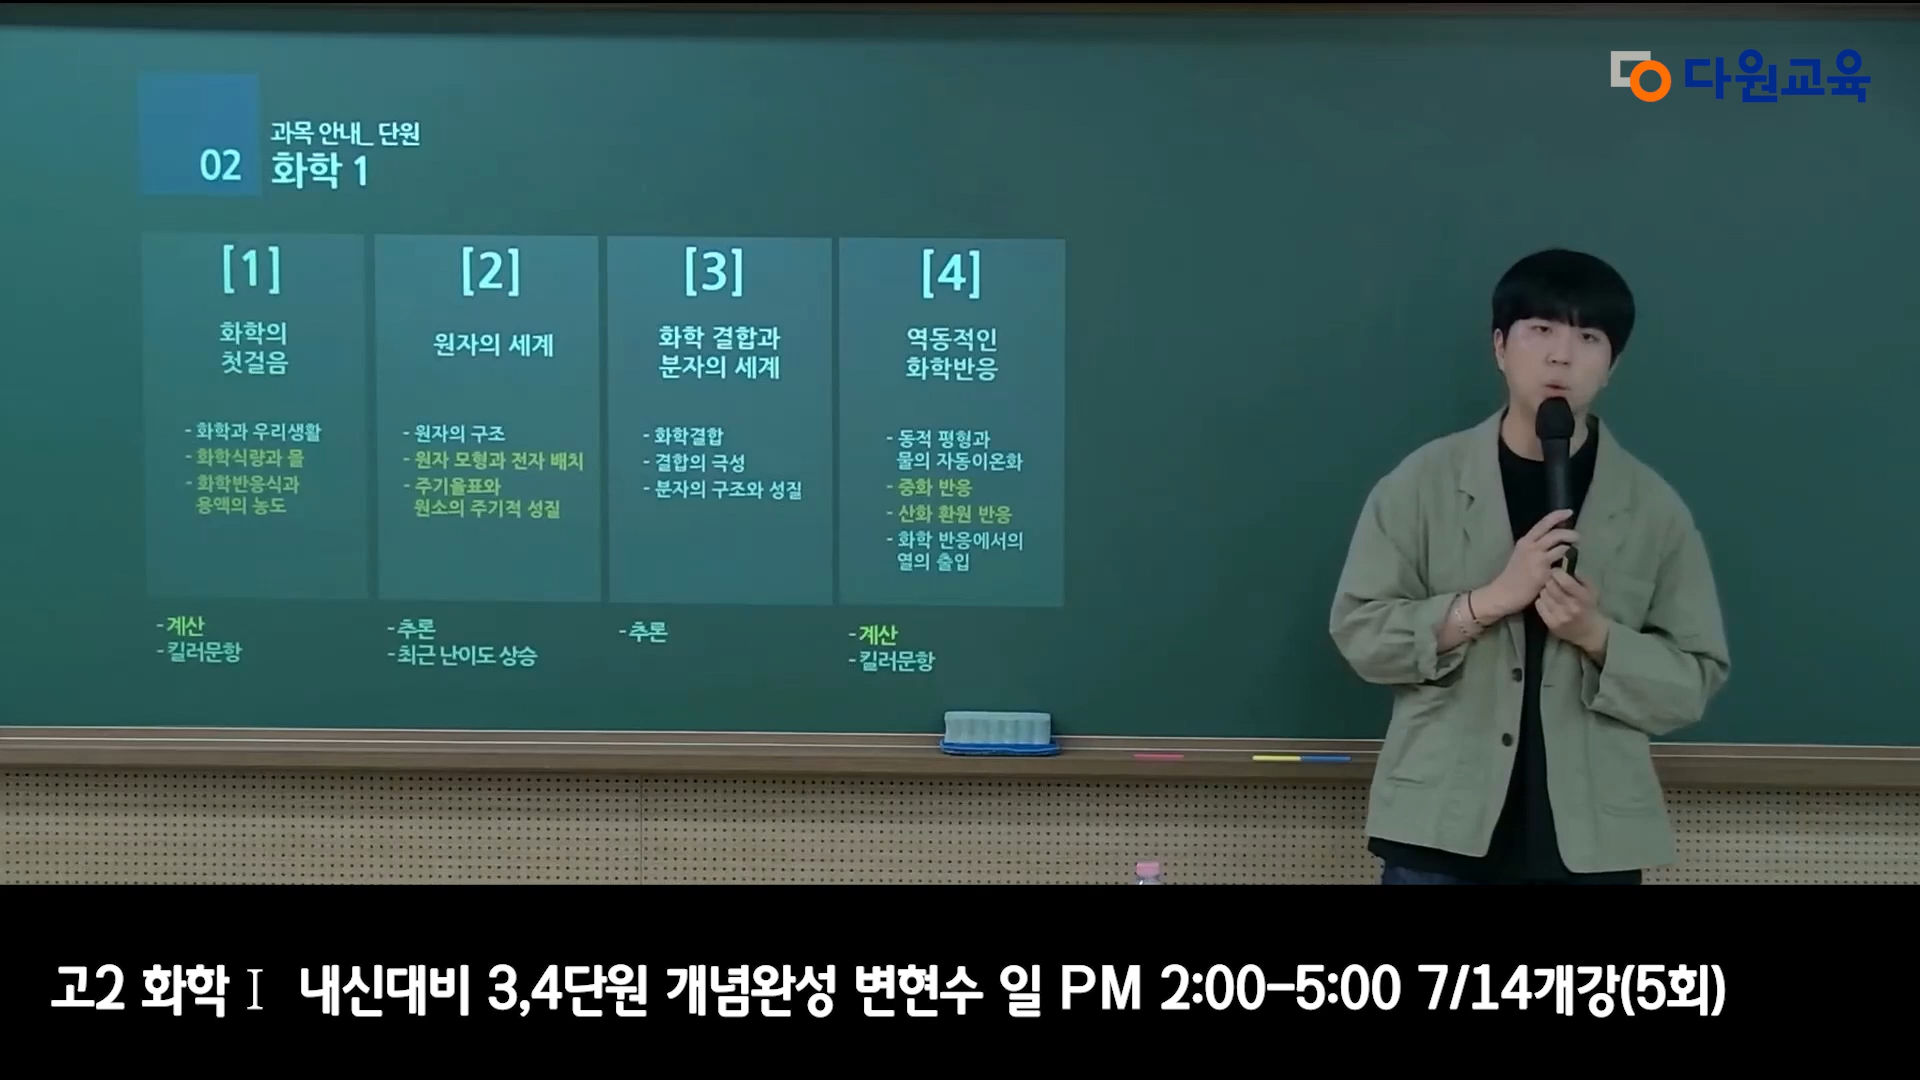 다원교육
02
과목 안내_ 단원
화학 1
[1]
화학의
첫걸음
- 화학과 우리생활
- 화학식량과 몰
- 화학반응식과
용액의 농도
- 계산
- 킬러문항
[2]
원자의 세계
- 원자의 구조
- 원자 모형과 전자 배치
- 주기율표와
원소의 주기적 성질
- 추론
- 최근 난이도 상승
[3]
화학 결합과
분자의 세계
- 화학결합
- 결합의 극성
- 분자의 구조와 성질
- 추론
[4]
역동적인
화학반응
- 동적 평형과
물의 자동이온화
- 중화 반응
- 산화 환원 반응
- 화학 반응에서의
열의 출입
- 계산
- 킬러문항
고2 화학Ⅰ 내신대비 3,4단원 개념완성 변현수 일 PM 2:00-5:00 7/14개강(5회)